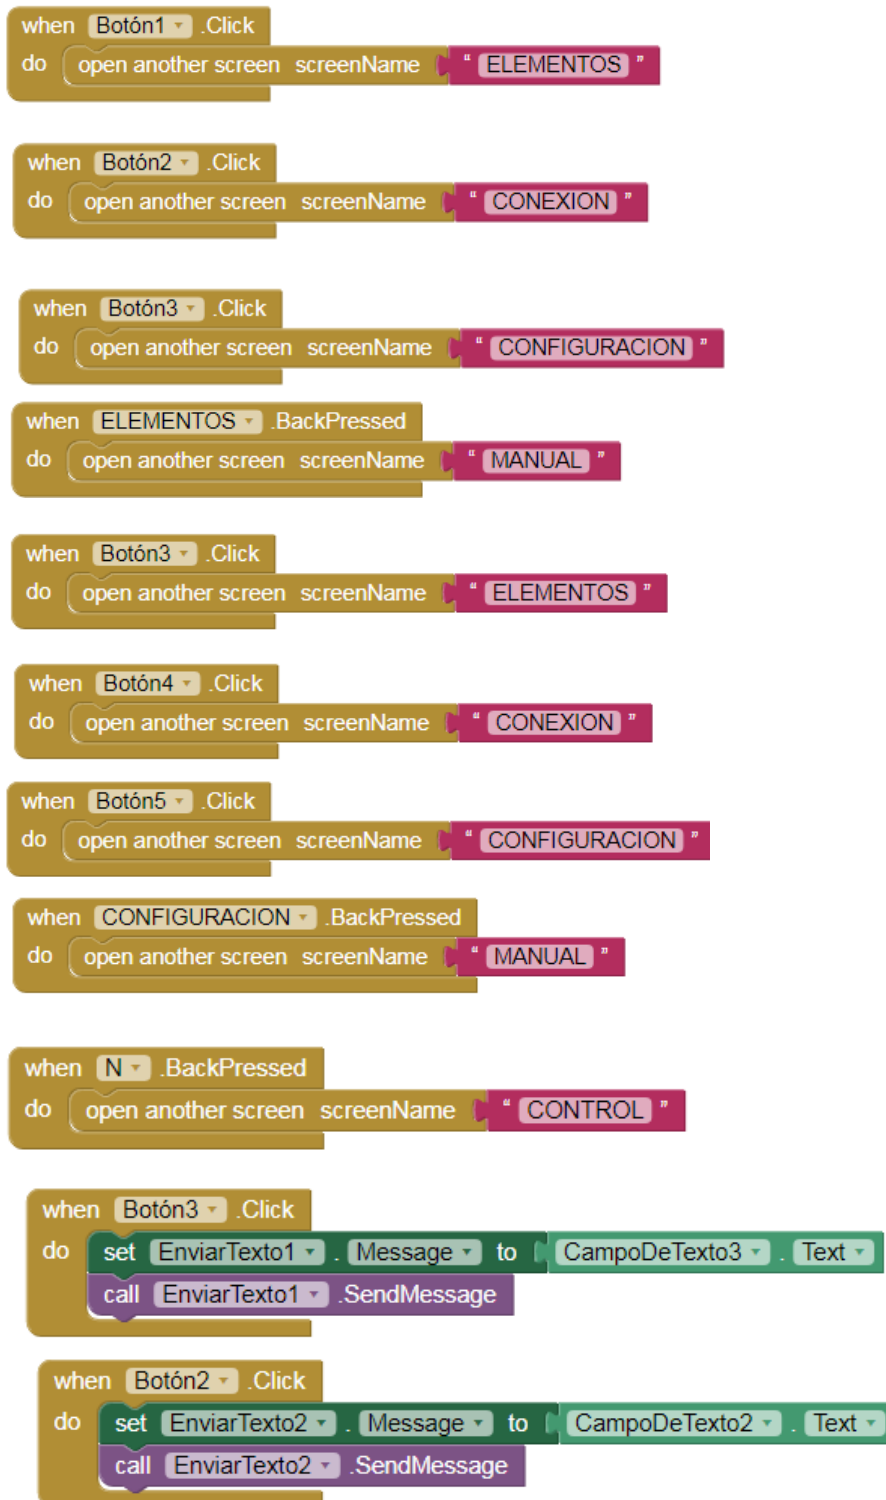 when Botón1 .Click
do open another screen screenName " ELEMENTOS "
when Botón2 .Click
do open another screen screenName " CONEXION "
when Botón3 .Click
do open another screen screenName " CONFIGURACION "
when ELEMENTOS .BackPressed
do open another screen screenName " MANUAL "
when Botón3 .Click
do open another screen screenName " ELEMENTOS "
when Botón4 .Click
do open another screen screenName " CONEXION "
when Botón5 .Click
do open another screen screenName " CONFIGURACION "
when CONFIGURACION .BackPressed
do open another screen screenName " MANUAL "
when N .BackPressed
do open another screen screenName " CONTROL "
when Botón3 .Click
do set EnviarTexto1 . Message to CampoDeTexto3 . Text
call EnviarTexto1 .SendMessage
when Botón2 .Click
do set EnviarTexto2 . Message to CampoDeTexto2 . Text
call EnviarTexto2 .SendMessage